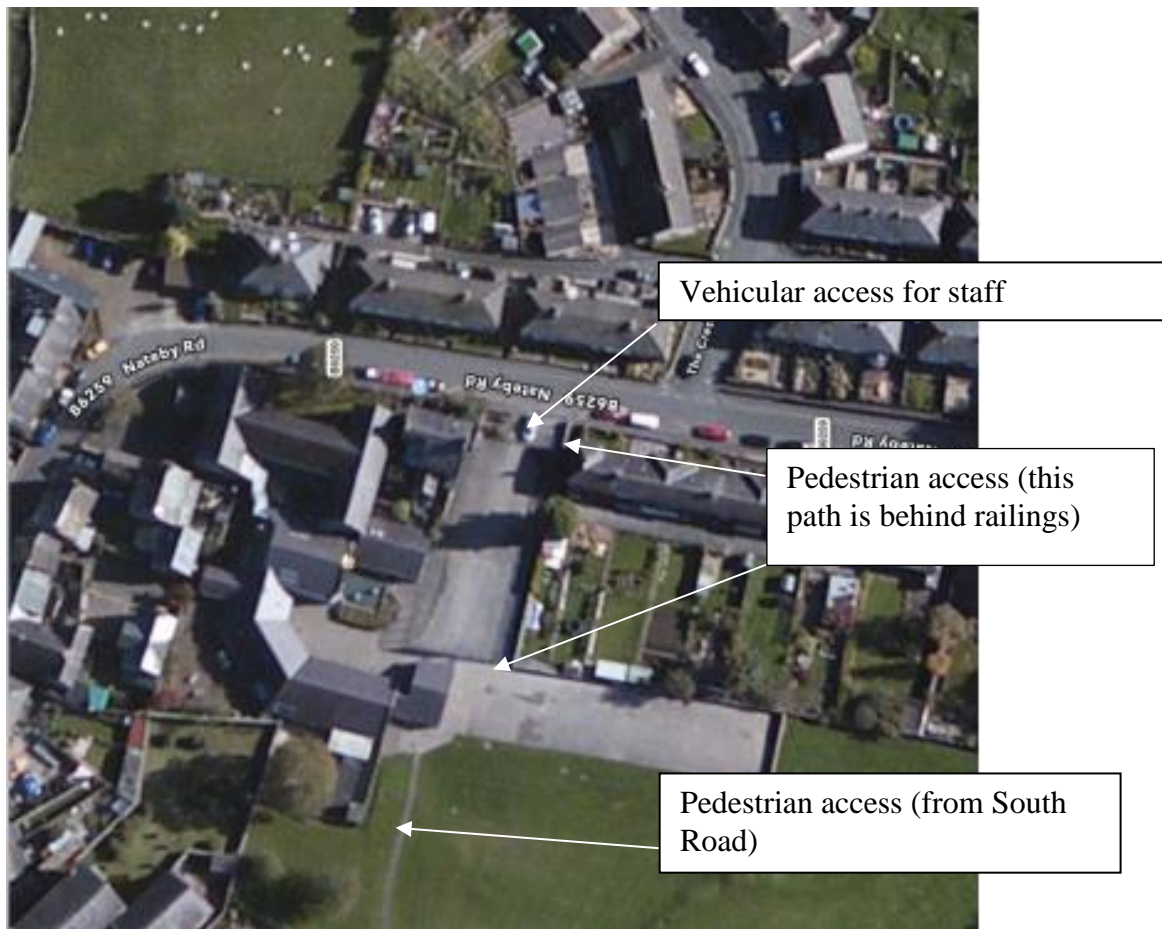 Vehicular access for staff
B6259 Nateby Rd
Nateby Rd
B6259
Nateby Rd
Pedestrian access (this
path is behind railings)
Pedestrian access (from South
Road)